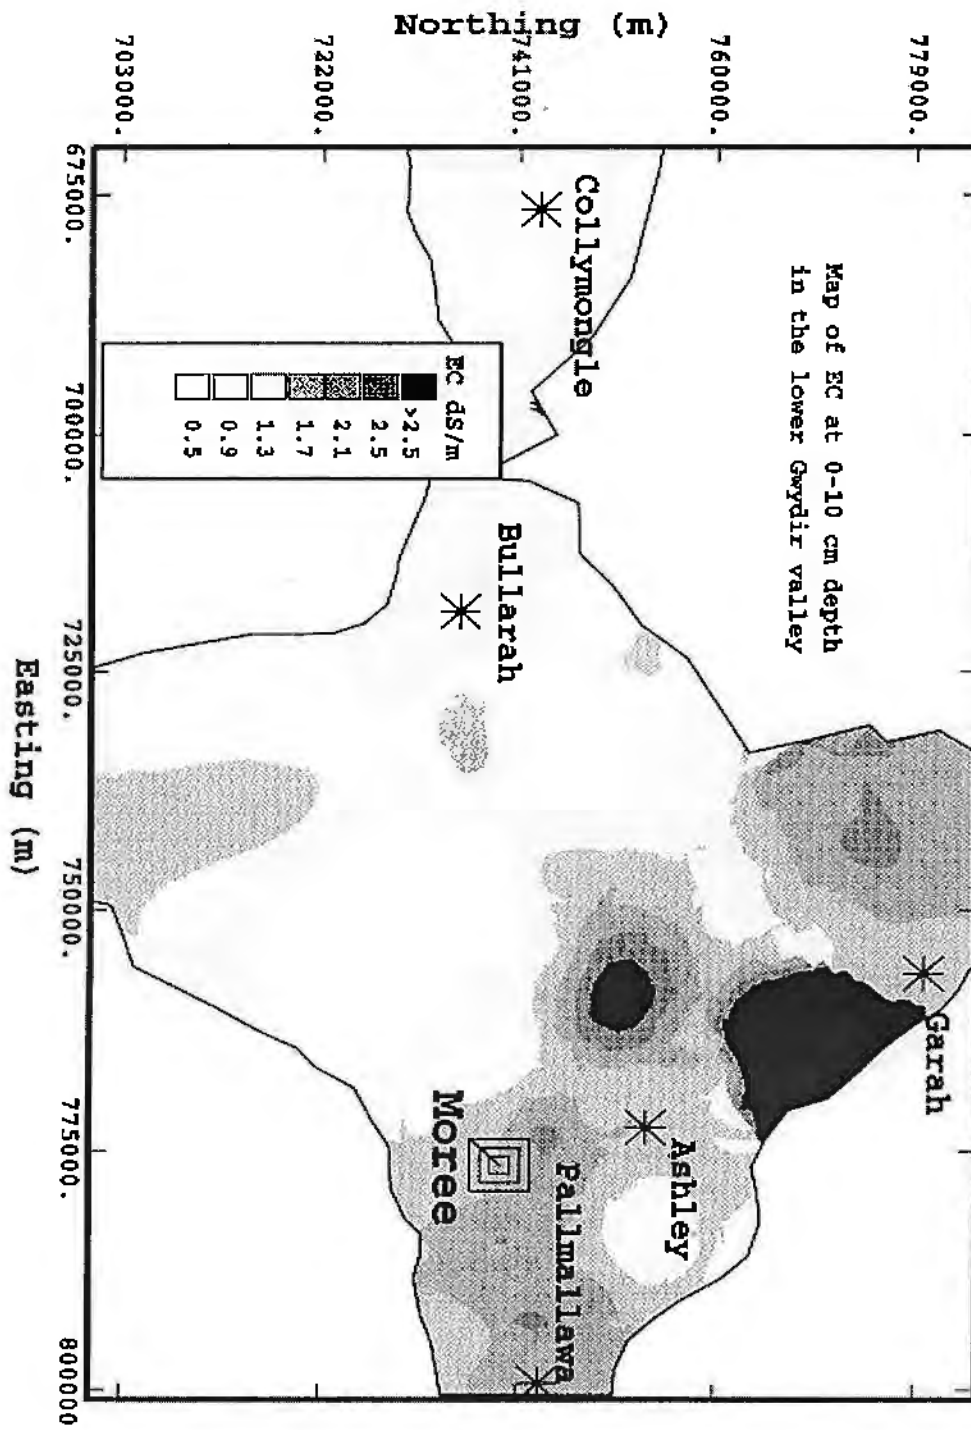 Map of EC at 0-10 cm depth
in the lower Gwydir valley
Northing (m)
779000.
760000.
741000.
722000.
703000.
Garah
Ashley
Pallmallawa
Moree
Collymongle
Bullarah
EC dS/m
>2.5
2.5
2.1
1.7
1.3
0.9
0.5
675000.
700000.
725000.
750000.
775000.
800000
Easting (m)